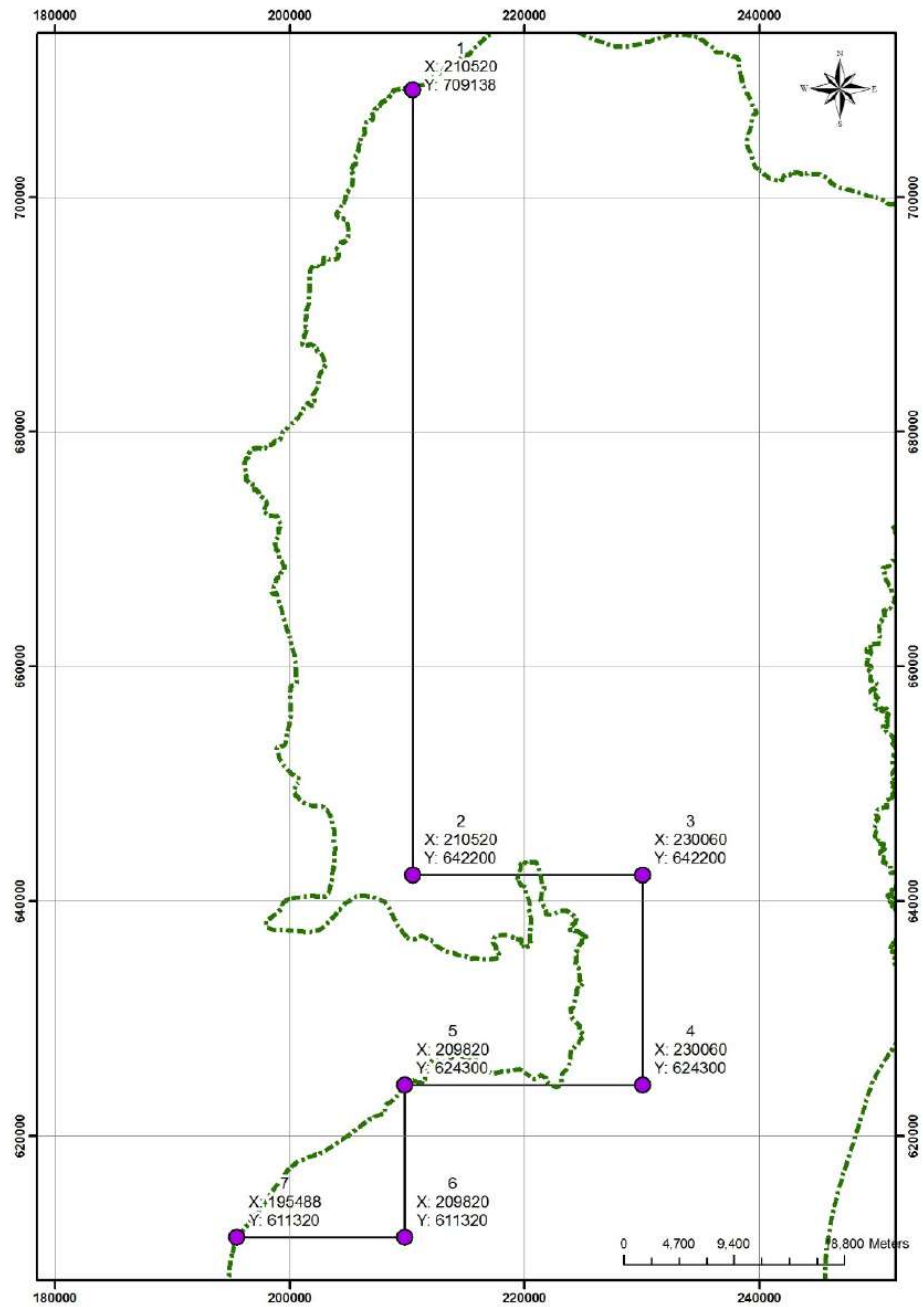 180000 200000 220000 240000
1
X: 210520
Y: 709138
N
W E
S
700000 700000
680000 680000
660000 660000
2
X: 210520
Y: 642200
3
X: 230060
Y: 642200
640000 640000
5
X: 209820
Y: 624300
4
X: 230060
Y: 624300
620000 620000
7
X: 195488
Y: 611320
6
X: 209820
Y: 611320
0 4,700 9,400 8,800 Meters
180000 200000 220000 240000